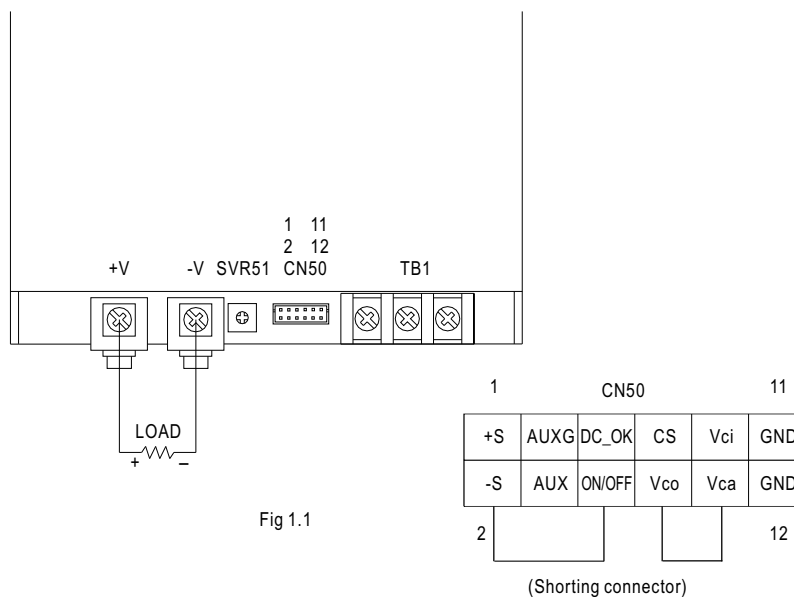 1 11
2 12
+V -V SVR51 CN50 TB1
LOAD
+ –
Fig 1.1
1 CN50 11
+S AUXG DC_OK CS Vci GND
-S AUX ON/OFF Vco Vca GND
2 12
(Shorting connector)